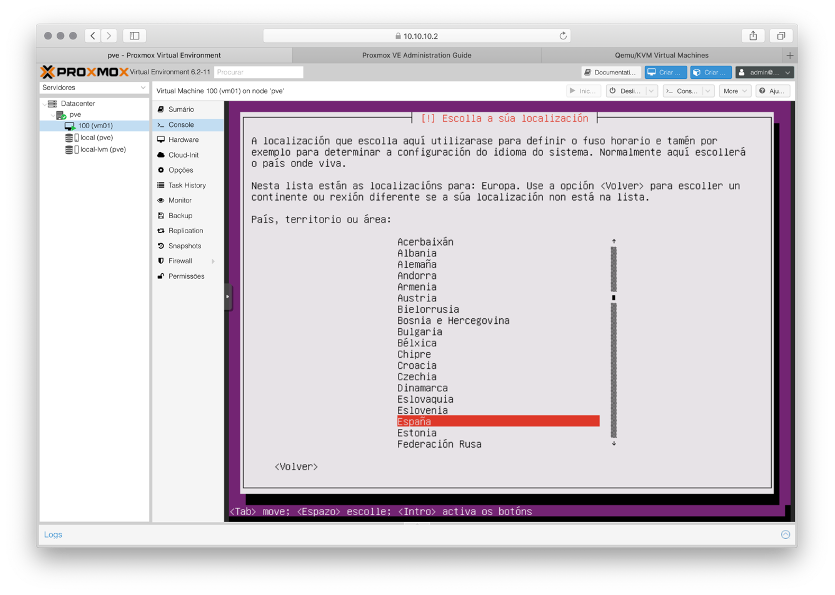 10.10.10.2
pve - Proxmox Virtual Environment
Proxmox VE Administration Guide
Qemu/KVM Virtual Machines
PROXMOX Virtual Environment 6.2-11
Procurar
Documentati...
Criar ...
Criar ...
admin@...
Servidores
Virtual Machine 100 (vm01) on node 'pve'
Inic...
Desli...
Cons...
More
Aju...
Datacenter
pve
100 (vm01)
local (pve)
local-lvm (pve)
Sumário
Console
Hardware
Cloud-Init
Opções
Task History
Monitor
Backup
Replication
Snapshots
Firewall
Permissões
[!] Escolla a súa localización
A localización que escolla aquí utilizarase para definir o fuso horario e tamén por
exemplo para determinar a configuración do idioma do sistema. Normalmente aquí escollerá
o país onde viva.
Nesta lista están as localizacións para: Europa. Use a opción <Volver> para escoller un
continente ou rexión diferente se a súa localización non está na lista.
País, territorio ou área:
Acerbaixán
Albania
Alemaña
Andorra
Armenia
Austria
Bielorrusia
Bosnia e Hercegovina
Bulgaria
Bélxica
Chipre
Croacia
Czechia
Dinamarca
Eslovaquia
Eslovenia
España
Estonia
Federación Rusa
<Volver>
<Tab> move; <Espazo> escolle; <Intro> activa os botóns
Logs